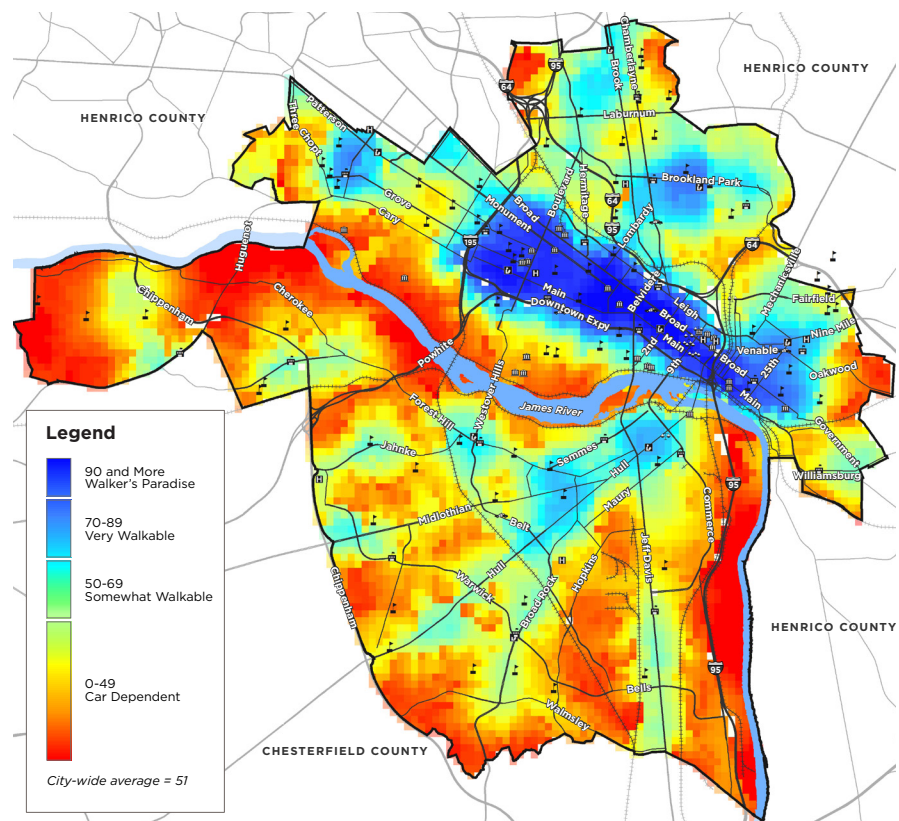 HENRICO COUNTY
HENRICO COUNTY
Chamberlayne
Brook
95
64
Laburnum
Patterson
Three Chopt
Hermitage
Boulevard
Brookland Park
Grove
Cary
Monument
Broad
64
95
Lombardy
195
64
Huguenot
Mechanicsville
Chippenham
Cherokee
Main
Downtown Expy
Belvidere
Leigh
Broad
Main
2nd
9th
Fairfield
Nine Mile
Venable
Broad
25th
Oakwood
Main
Powhite
Westover Hills
James River
Forest Hill
Government
Williamsburg
Jahnke
Semmes
Hull
Maury
95
Commerce
Midlothian
Belt
Jeff Davis
Hull
Warwick
Broad Rock
Hopkins
Chippenham
HENRICO COUNTY
95
Bells
Walmsley
CHESTERFIELD COUNTY
Legend
90 and More
Walker's Paradise
70-89
Very Walkable
50-69
Somewhat Walkable
0-49
Car Dependent
City-wide average = 51
H
H
H
H
H
H
H